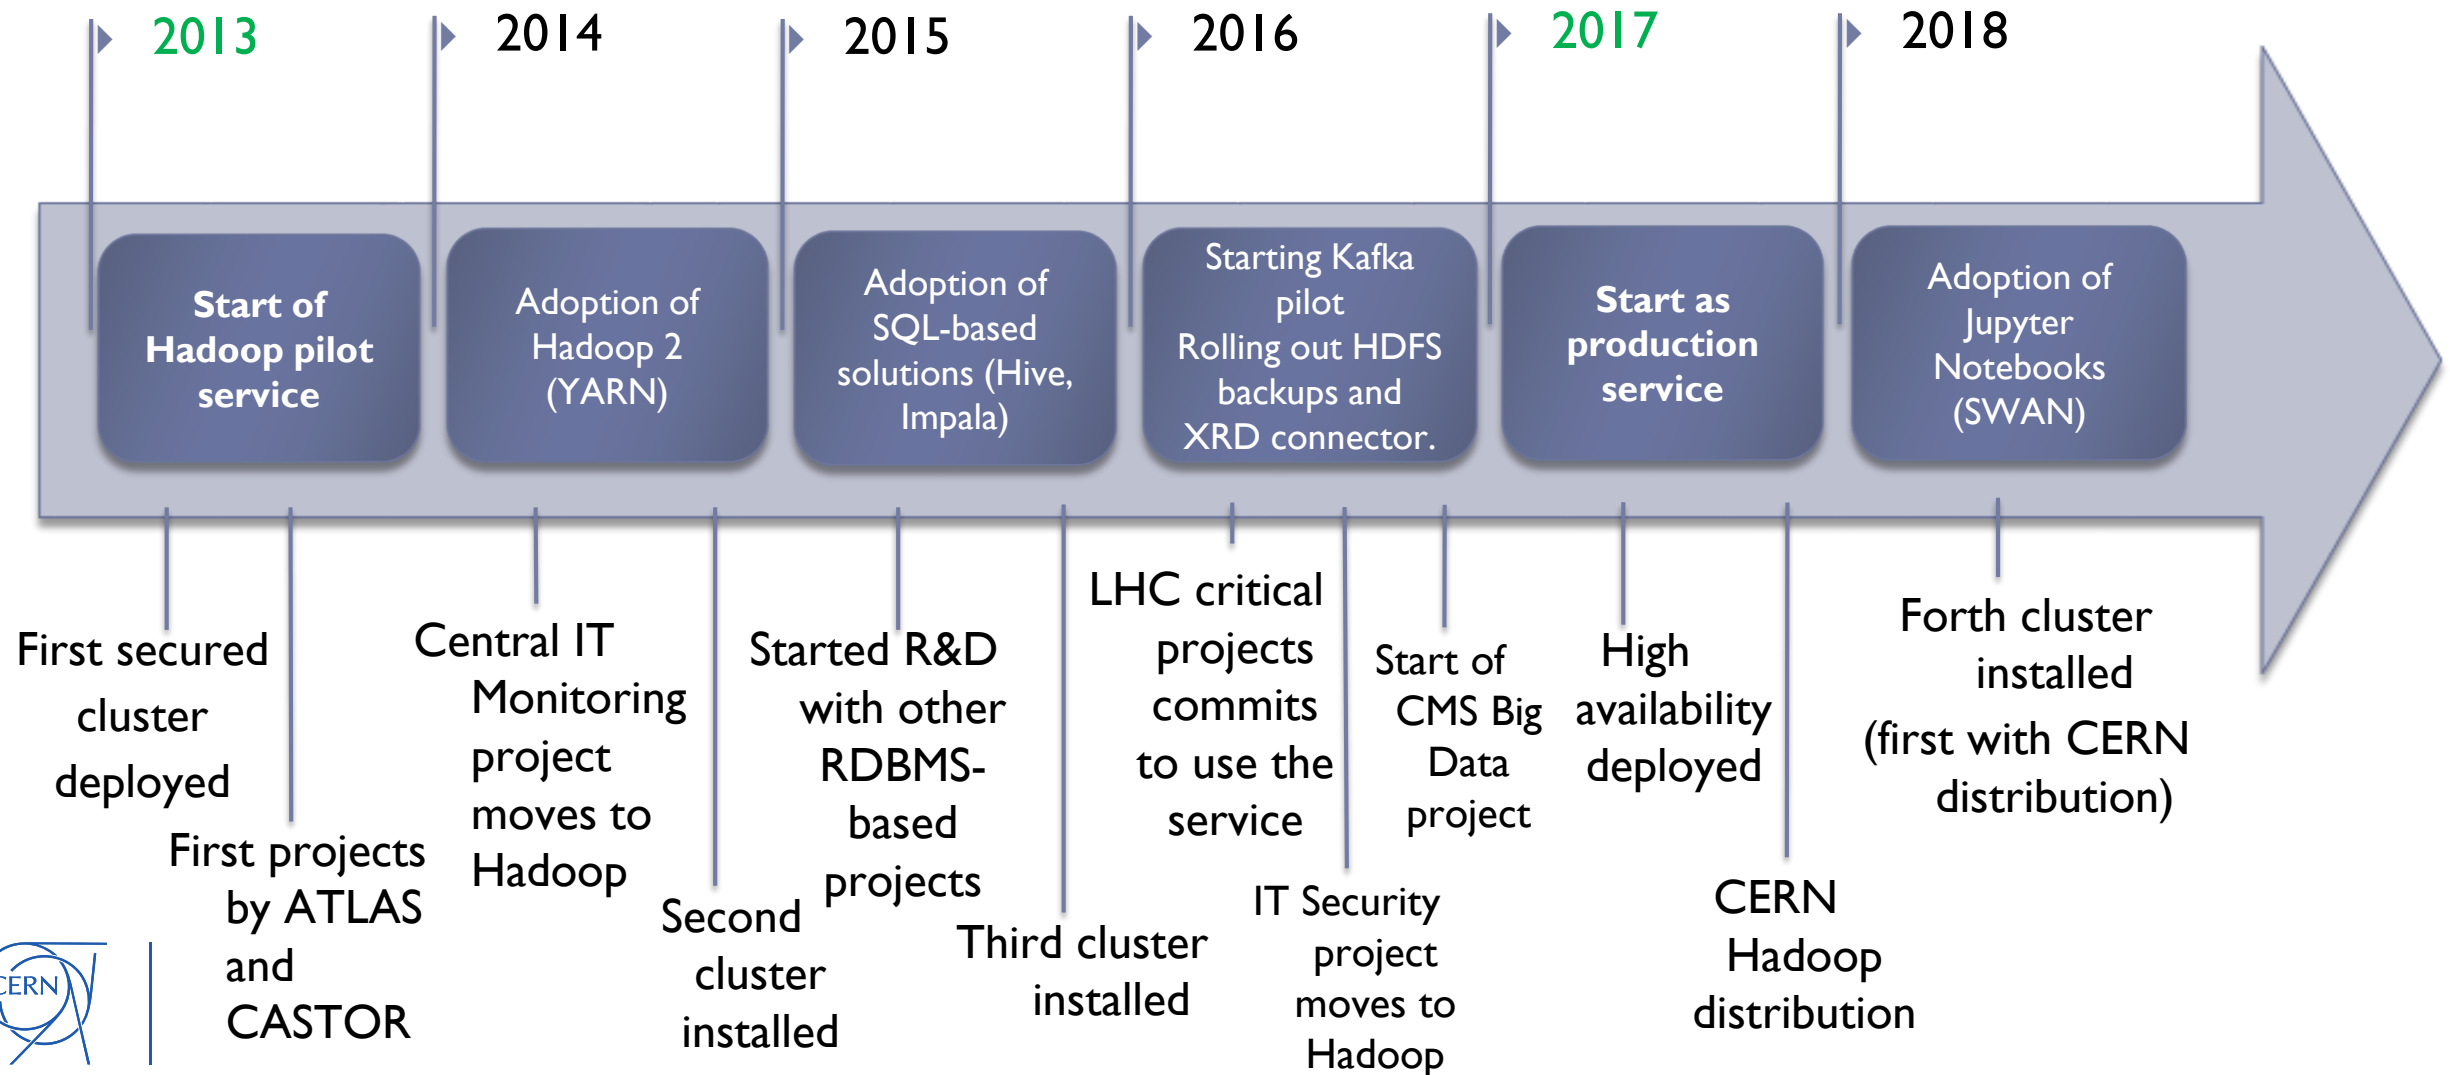 2013
2014
2015
2016
2017
2018
Start of
Hadoop pilot
service
Adoption of
Hadoop 2
(YARN)
Adoption of
SQL-based
solutions (Hive,
Impala)
Starting Kafka
pilot
Rolling out HDFS
backups and
XRD connector.
Start as
production
service
Adoption of
Jupyter
Notebooks
(SWAN)
First secured
cluster
deployed
First projects
by ATLAS
and
CASTOR
Central IT
Monitoring
project
moves to
Hadoop
Second
cluster
installed
Started R&D
with other
RDBMS-
based
projects
Third cluster
installed
LHC critical
projects
commits
to use the
service
IT Security
project
moves to
Hadoop
Start of
CMS Big
Data
project
High
availability
deployed
CERN
Hadoop
distribution
Forth cluster
installed
(first with CERN
distribution)
CERN